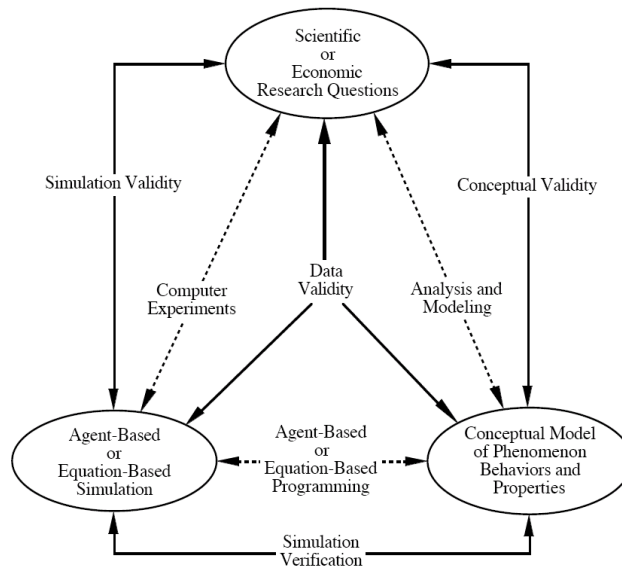 Scientific
or
Economic
Research Questions
Simulation Validity
Conceptual Validity
Data
Validity
Computer
Experiments
Analysis and
Modeling
Agent-Based
or
Equation-Based
Simulation
Agent-Based
or
Equation-Based
Programming
Conceptual Model
of Phenomenon
Behaviors and
Properties
Simulation
Verification